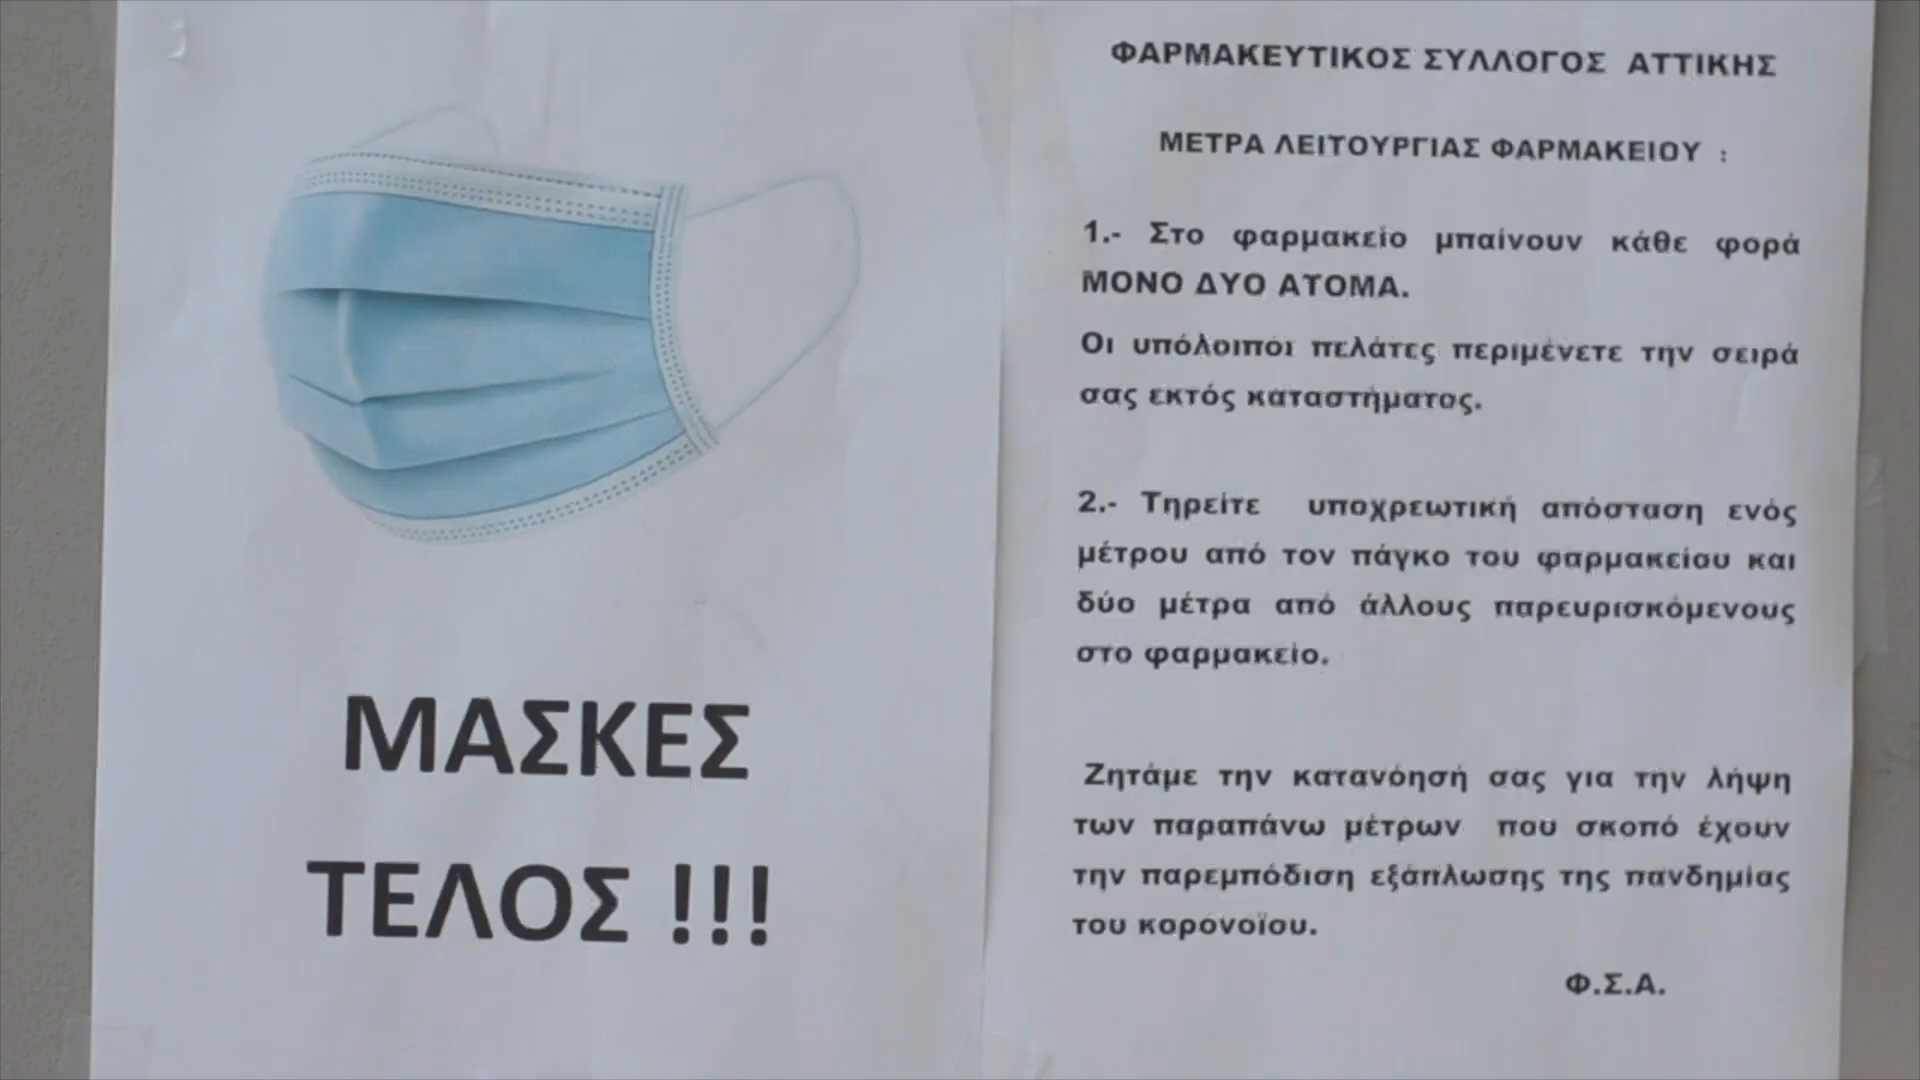 ΜΑΣΚΕΣ
ΤΕΛΟΣ !!!
ΦΑΡΜΑΚΕΥΤΙΚΟΣ ΣΥΛΛΟΓΟΣ ΑΤΤΙΚΗΣ
ΜΕΤΡΑ ΛΕΙΤΟΥΡΓΙΑΣ ΦΑΡΜΑΚΕΙΟΥ :
1.- Στο φαρμακείο μπαίνουν κάθε φορά
ΜΟΝΟ ΔΥΟ ΑΤΟΜΑ.
Οι υπόλοιποι πελάτες περιμένετε την σειρά
σας εκτός καταστήματος.
2.- Τηρείτε υποχρεωτική απόσταση ενός
μέτρου από τον πάγκο του φαρμακείου και
δύο μέτρα από άλλους παρευρισκόμενους
στο φαρμακείο.
Ζητάμε την κατανόησή σας για την λήψη
των παραπάνω μέτρων που σκοπό έχουν
την παρεμπόδιση εξάπλωσης της πανδημίας
του κορόνοϊου.
Φ.Σ.Α.